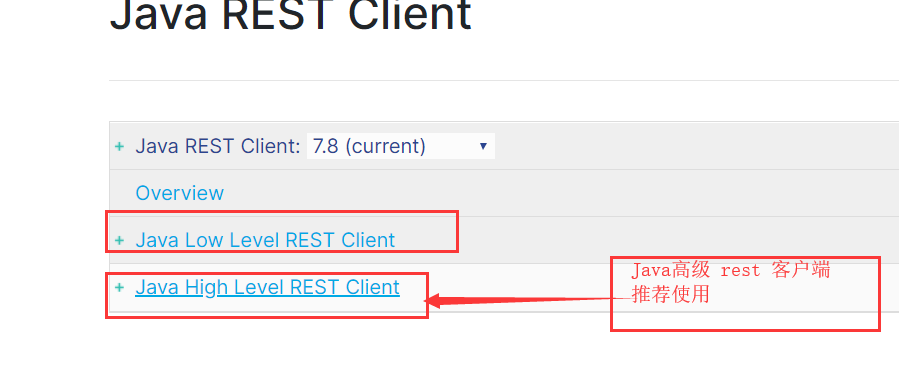 Java REST Client
+ Java REST Client: 7.8 (current) ▾
Overview
+ Java Low Level REST Client
+ Java High Level REST Client
Java高级 rest 客户端
推荐使用